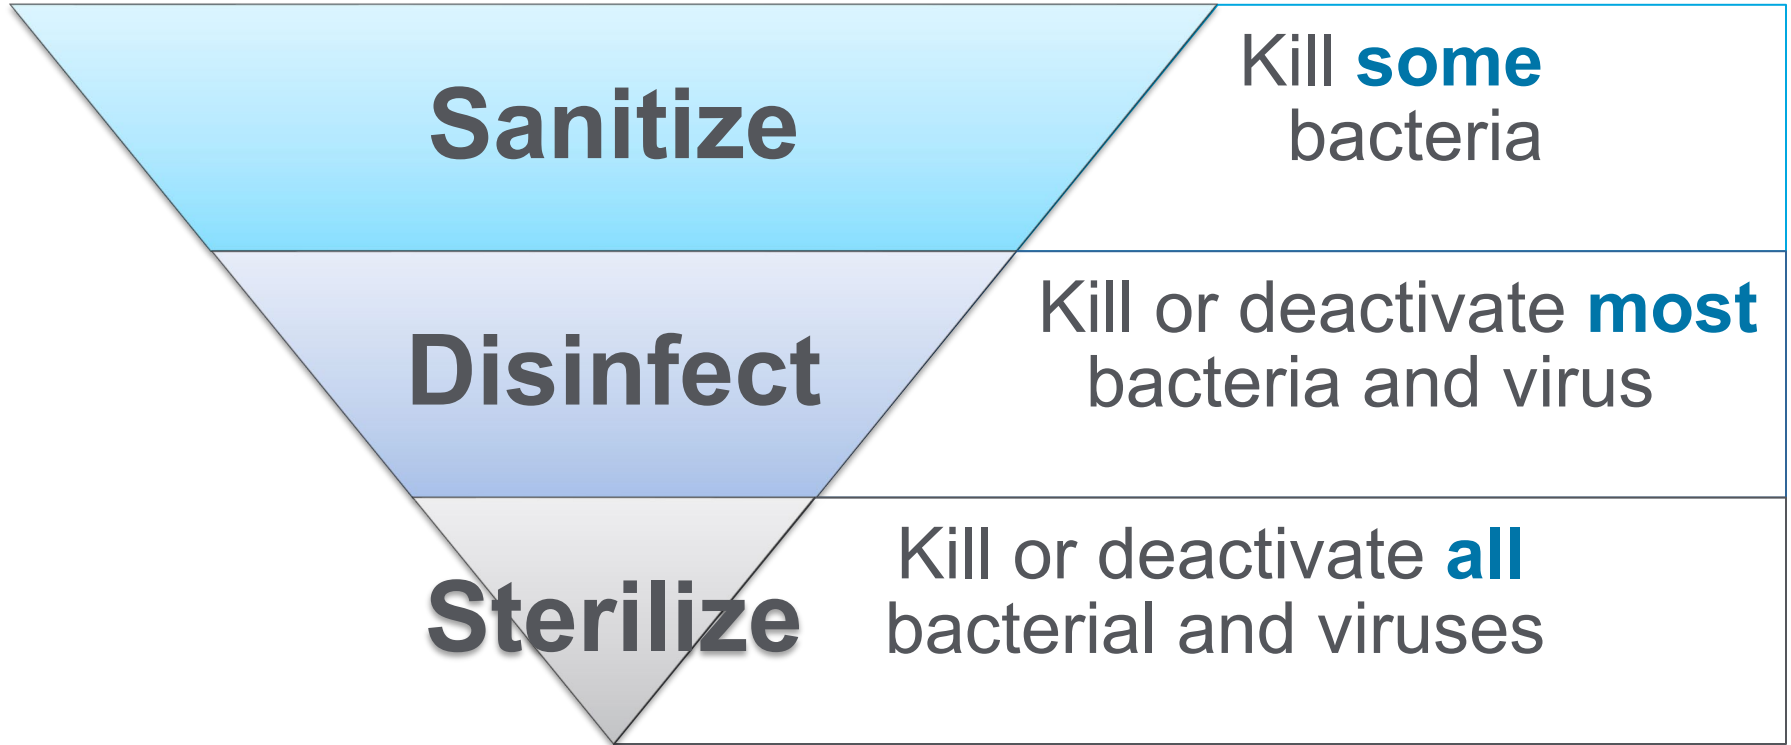 Sanitize
Kill some
bacteria
Disinfect
Kill or deactivate most
bacteria and virus
Sterilize
Kill or deactivate all
bacterial and viruses